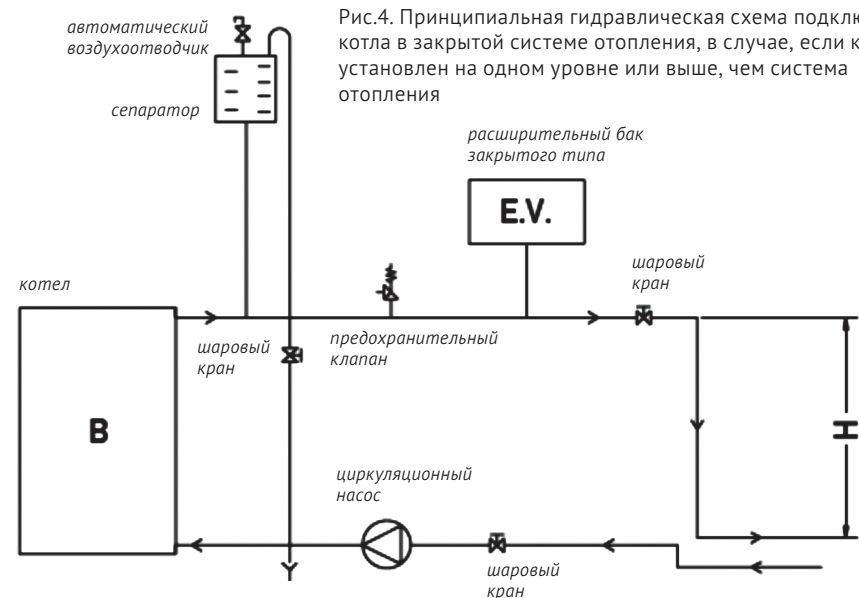 Рис.4. Принципиальная гидравлическая схема
котла в закрытой системе отопления, в случае, если
установлен на одном уровне или выше, чем система
отопления
автоматический
воздухоотводчик
сепаратор
расширительный бак
закрытого типа
E.V.
шаровый
кран
котел
шаровый
кран
предохранительный
клапан
B
H
циркуляционный
насос
шаровый
кран